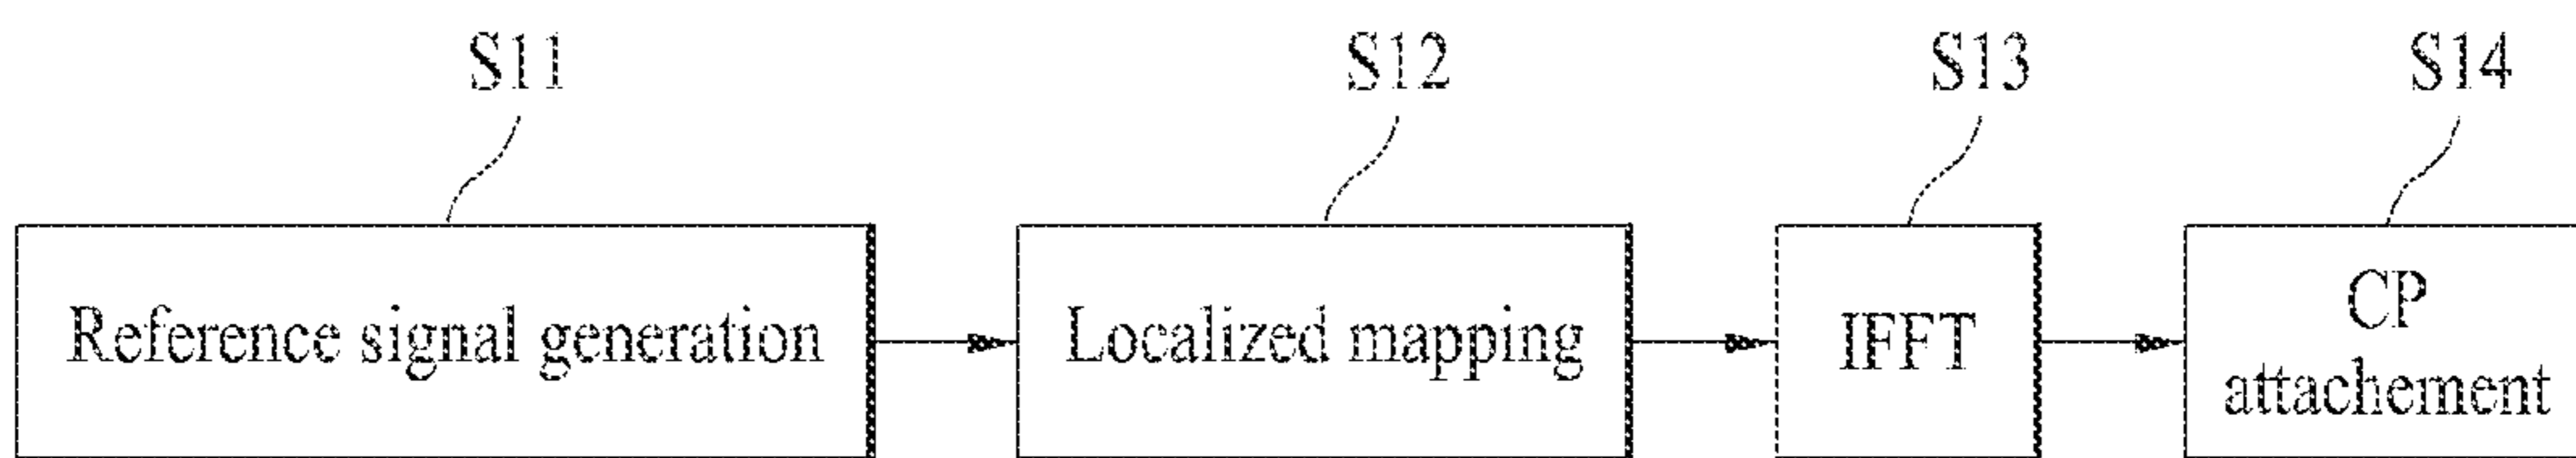 S11
S12
S13
S14
Reference signal generation
Localized mapping
IFFT
CP
attachement